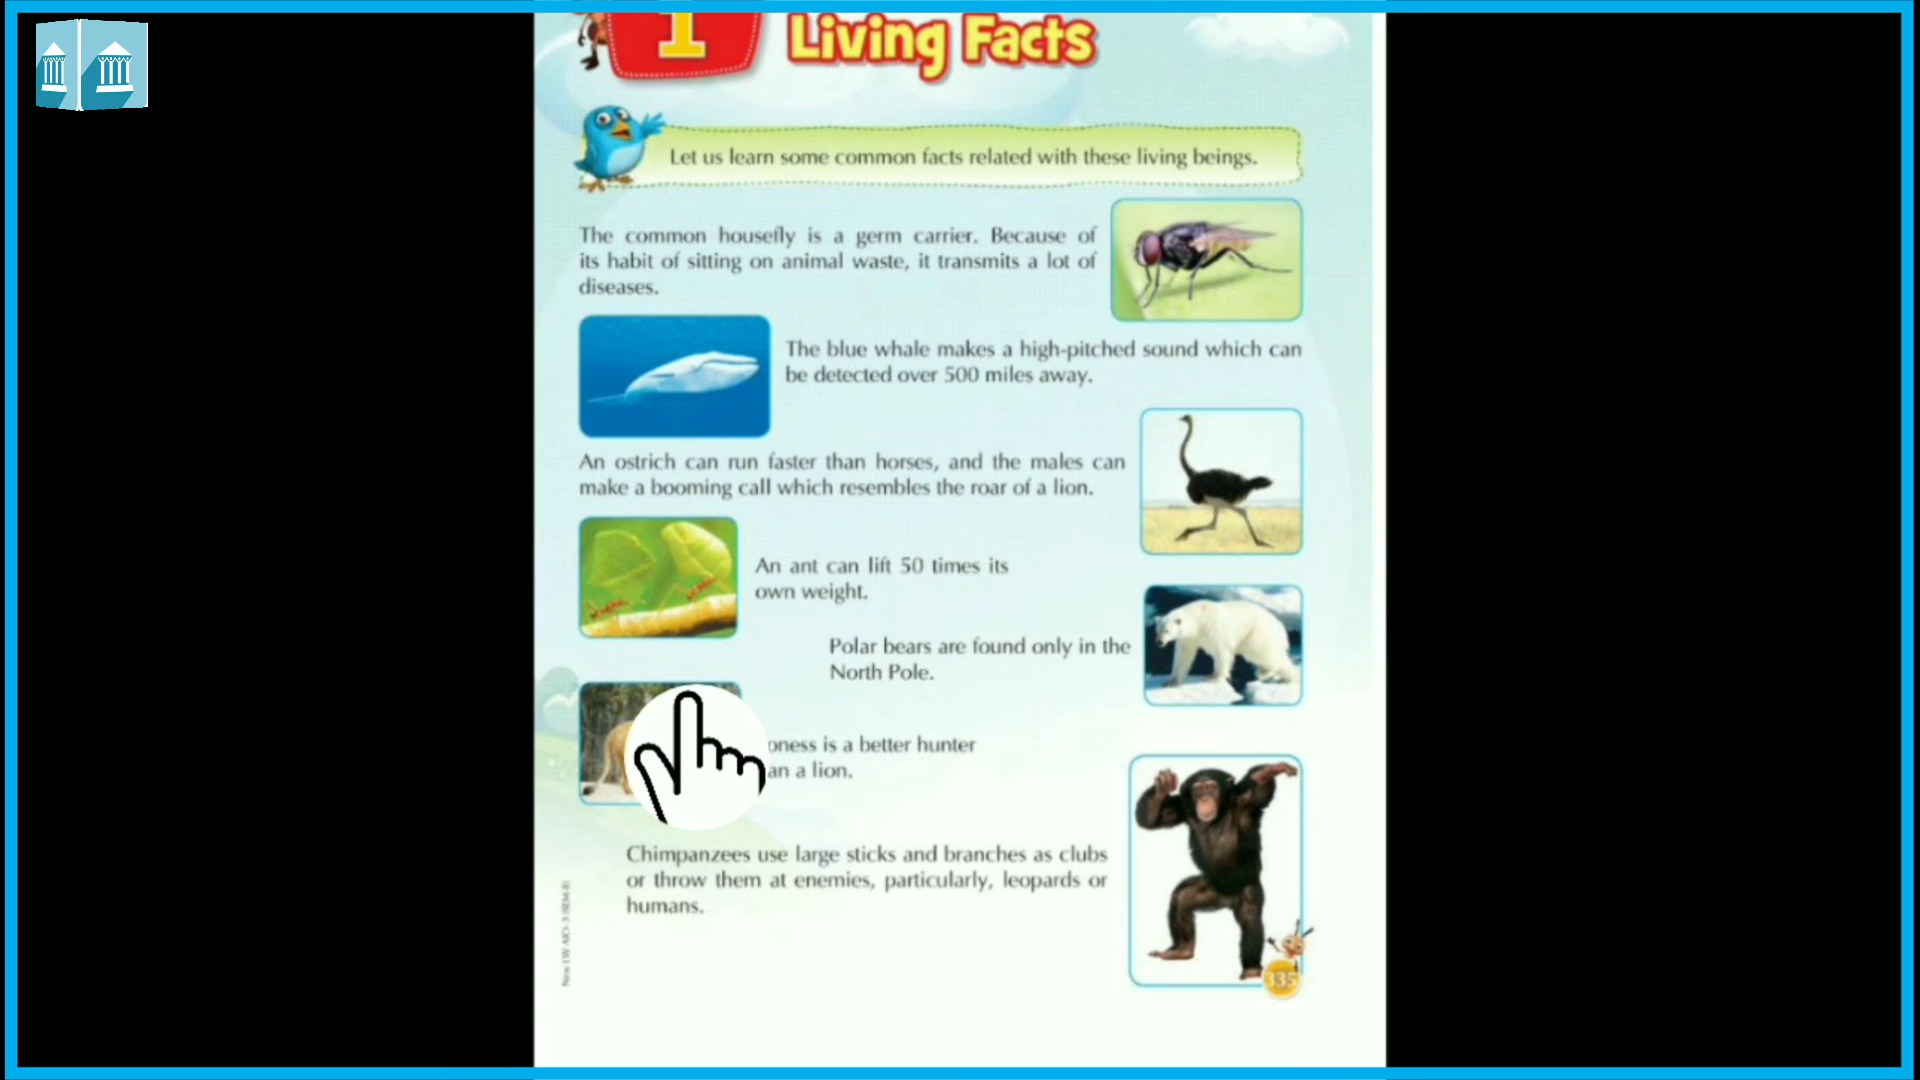 1
Living Facts
Let us learn some common facts related with these living beings.
The common housefly is a germ carrier. Because of
its habit of sitting on animal waste, it transmits a lot of
diseases.
The blue whale makes a high-pitched sound which can
be detected over 500 miles away.
An ostrich can run faster than horses, and the males can
make a booming call which resembles the roar of a lion.
An ant can lift 50 times its
own weight.
Polar bears are found only in the
North Pole.
is a better hunter
a lion.
Chimpanzees use large sticks and branches as clubs
or throw them at enemies, particularly, leopards or
humans.
335